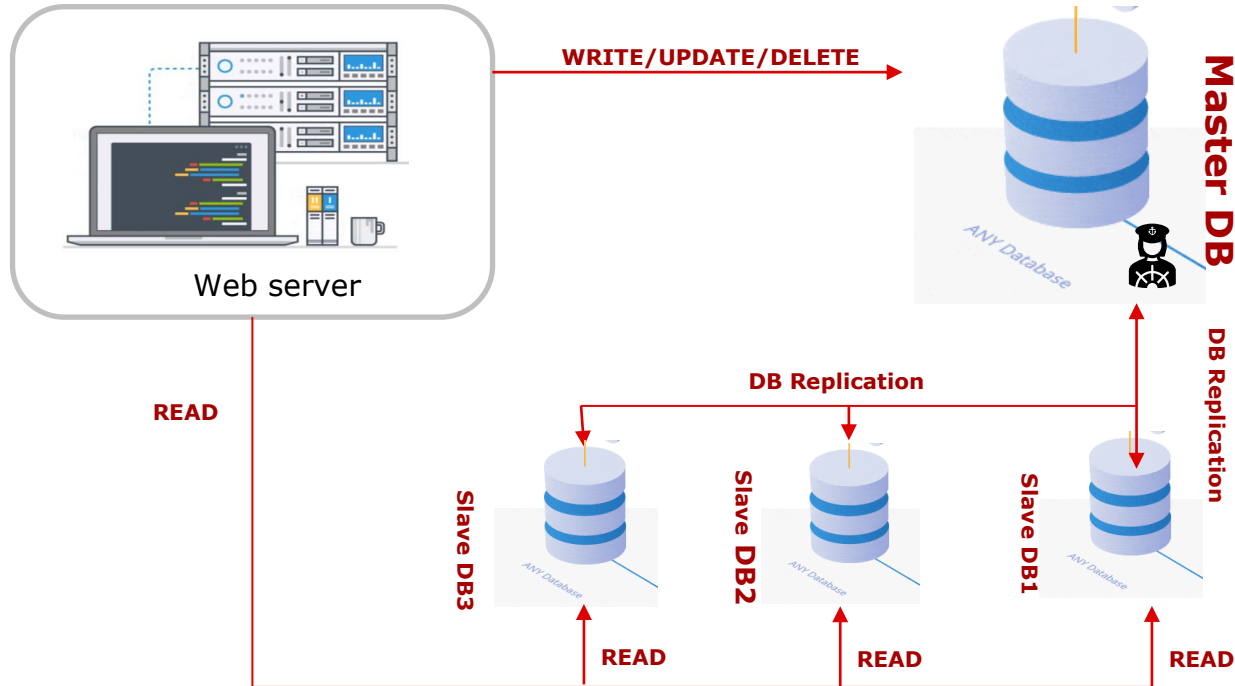 WRITE/UPDATE/DELETE
Master DB
ANY Database
Web server
DB Replication
DB Replication
READ
Slave DB3
ANY Database
Slave DB2
ANY Database
Slave DB1
ANY Database
READ
READ
READ